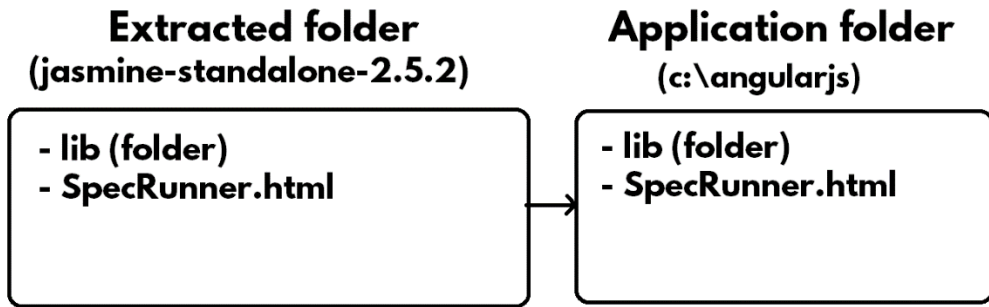 Extracted folder
(jasmine-standalone-2.5.2)
- lib (folder)
- SpecRunner.html
Application folder
(c:\angularjs)
- lib (folder)
- SpecRunner.html